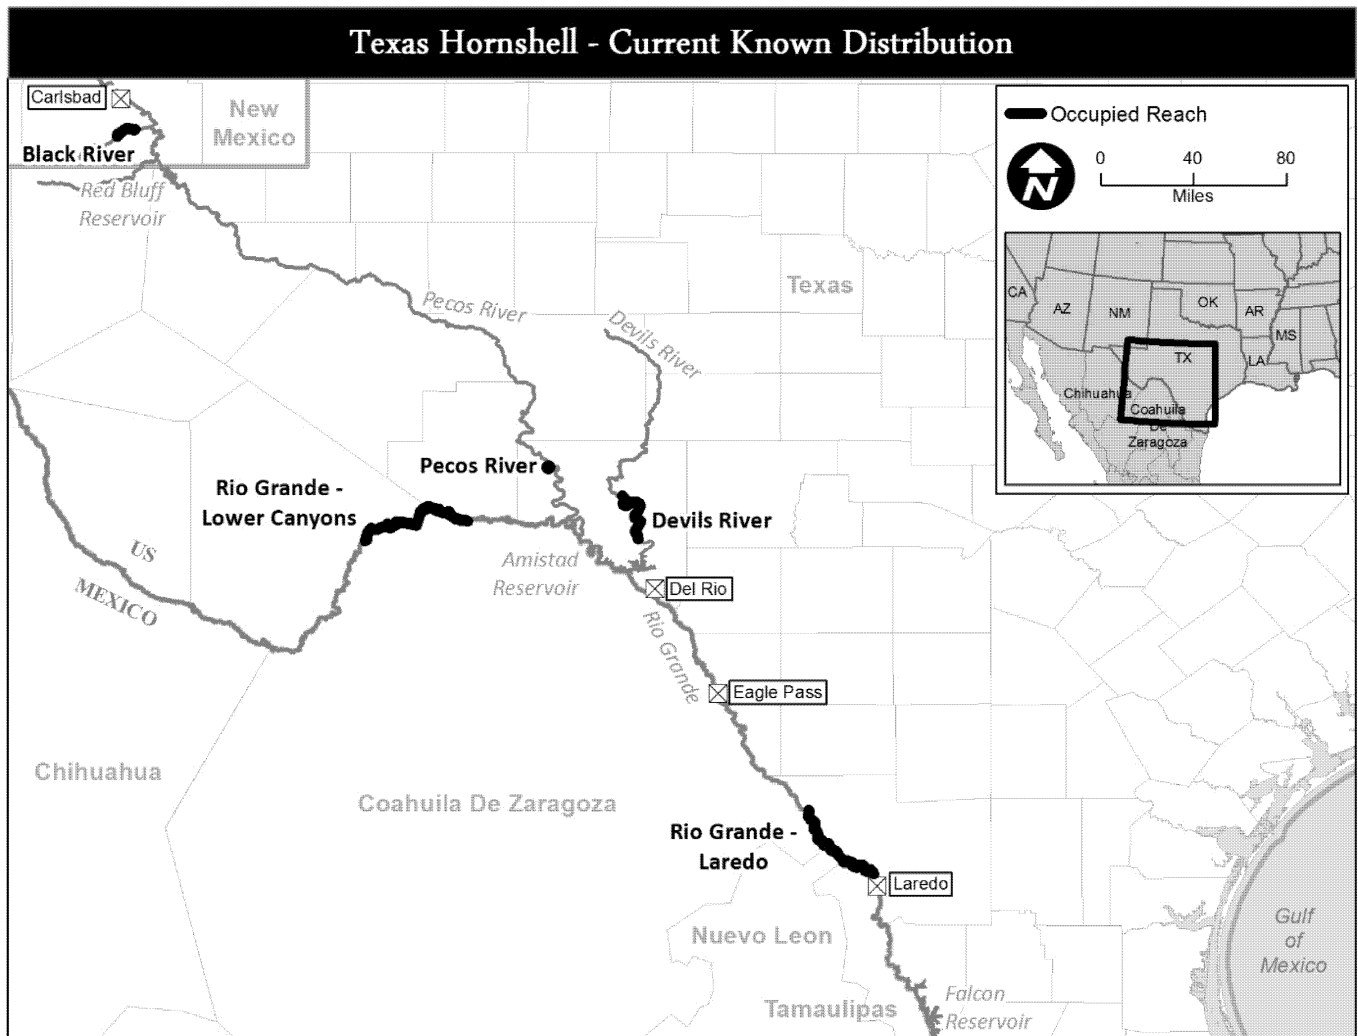 Texas Hornshell - Current Known Distribution
Carlsbad
New
Mexico
Black River
Red Bluff
Reservoir
Occupied Reach
N
0 40 80
Miles
CA
AZ
NM
OK
AR
MS
TX
LA
Chihuahua
Coahuila
De
Zaragoza
Texas
Pecos River
Devils River
Pecos River
Rio Grande -
Lower Canyons
Devils River
US
MEXICO
Amistad
Reservoir
Del Rio
Rio Grande
Eagle Pass
Chihuahua
Coahuila De Zaragoza
Rio Grande -
Laredo
Laredo
Nuevo Leon
Gulf
of
Mexico
Tamaulipas
Falcon
Reservoir